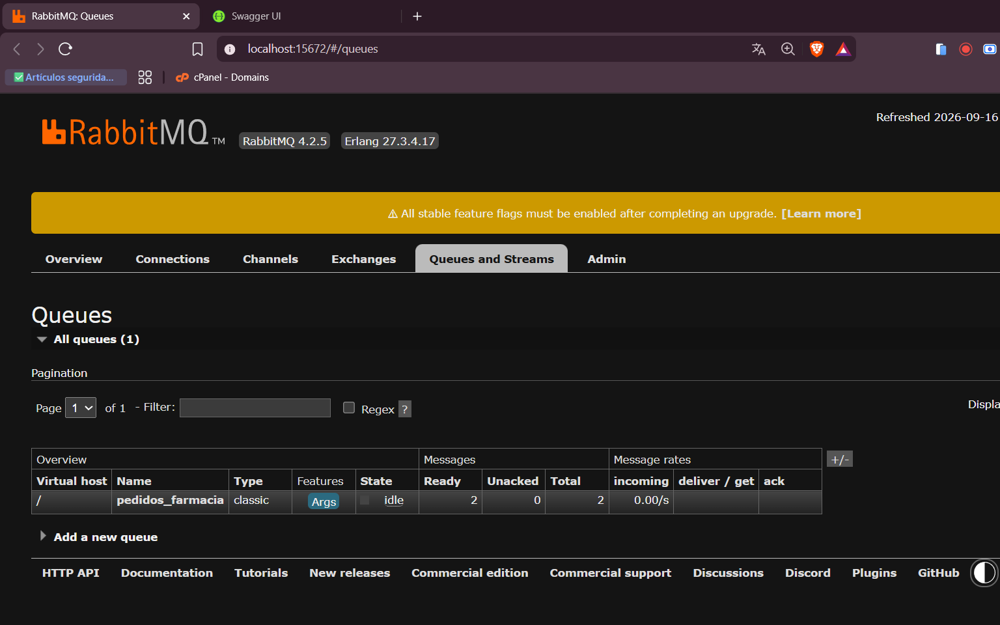 RabbitMQ: Queues
Swagger UI
localhost:15672/#/queues
Artículos segurida...
cPanel - Domains
RabbitMQ TM
RabbitMQ 4.2.5
Erlang 27.3.4.17
Refreshed 2026-09-16
⚠ All stable feature flags must be enabled after completing an upgrade. [Learn more]
Overview Connections Channels Exchanges Queues and Streams Admin
Queues
All queues (1)
Pagination
Page 1 of 1 - Filter: Regex ?
Displa
Overview Messages Message rates +/-
Virtual host Name Type Features State Ready Unacked Total incoming deliver / get ack
/ pedidos_farmacia classic Args idle 2 0 2 0.00/s
Add a new queue
HTTP API Documentation Tutorials New releases Commercial edition Commercial support Discussions Discord Plugins GitHub